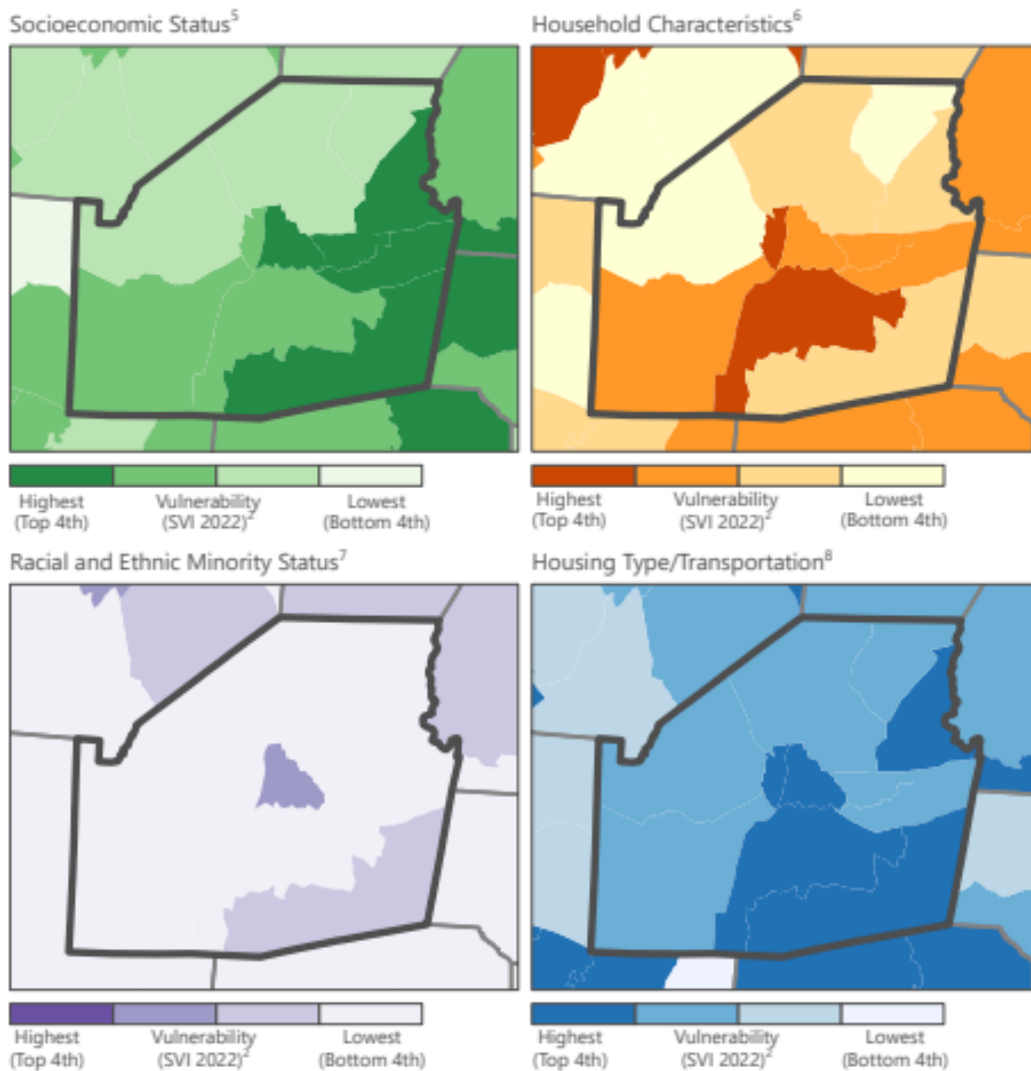 Socioeconomic Status⁵
Household Characteristics⁶
Highest (Top 4th)
Vulnerability (SVI 2022)²
Lowest (Bottom 4th)
Highest (Top 4th)
Vulnerability (SVI 2022)²
Lowest (Bottom 4th)
Racial and Ethnic Minority Status⁷
Housing Type/Transportation⁸
Highest (Top 4th)
Vulnerability (SVI 2022)²
Lowest (Bottom 4th)
Highest (Top 4th)
Vulnerability (SVI 2022)²
Lowest (Bottom 4th)